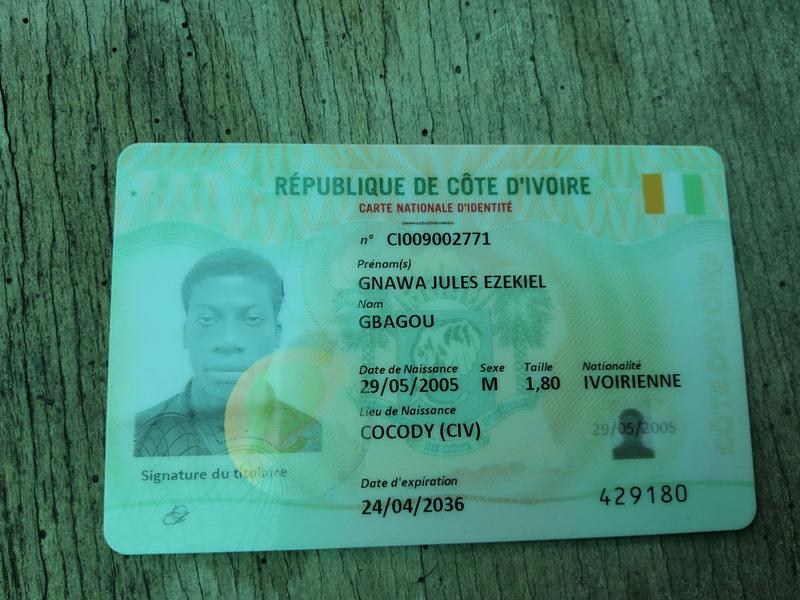 RÉPUBLIQUE DE CÔTE D'IVOIRE
CARTE NATIONALE D'IDENTITÉ
n° CI009002771
Prénom(s)
GNAWA JULES EZEKIEL
Nom
GBAGOU
Date de Naissance Sexe Taille Nationalité
29/05/2005 M 1,80 IVOIRIENNE
Lieu de Naissance
COCODY (CIV)
29/05/2005
Signature du titulaire
Date d'expiration
24/04/2036
429180